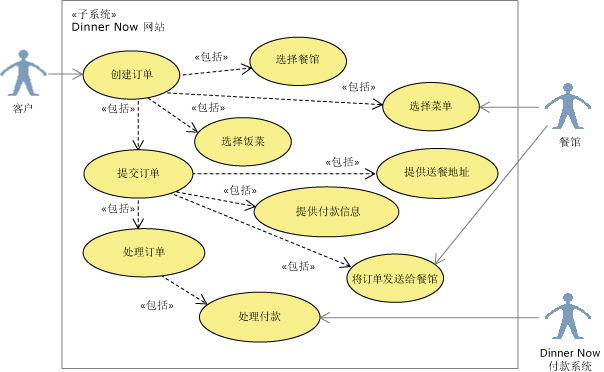 «子系统»
Dinner Now 网站
创建订单
«包括»
选择餐馆
客户
«包括»
«包括»
«包括»
选择菜单
选择饭菜
餐馆
提交订单
«包括»
提供送餐地址
«包括»
«包括»
提供付款信息
处理订单
«包括»
将订单发送给餐馆
«包括»
处理付款
Dinner Now
付款系统